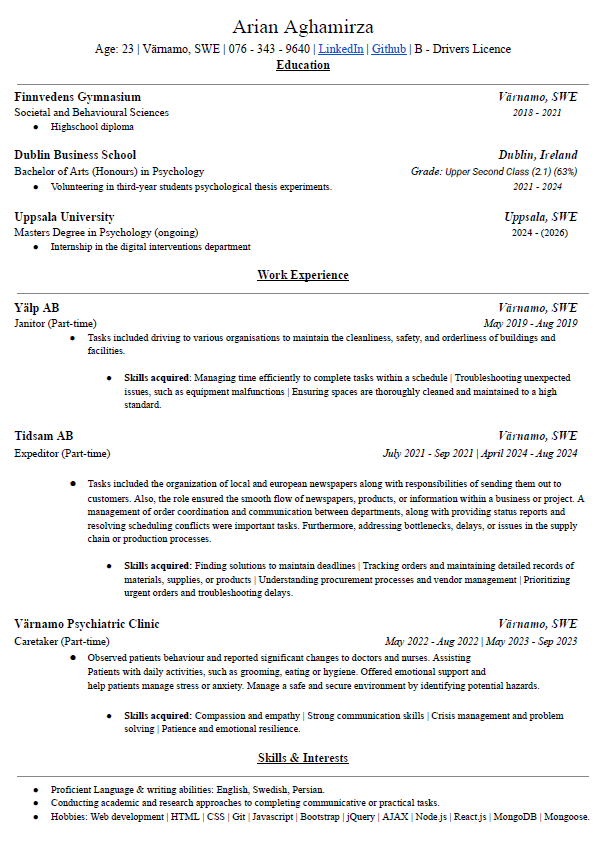 Arian Aghamirza
Age: 23 | Värnamo, SWE | 076 - 343 - 9640 | LinkedIn | Github | B - Drivers Licence
Education
Finnvedens Gymnasium Värnamo, SWE
Societal and Behavioural Sciences 2018 - 2021
● Highschool diploma
Dublin Business School Dublin, Ireland
Bachelor of Arts (Honours) in Psychology Grade: Upper Second Class (2.1) (63%)
● Volunteering in third-year students psychological thesis experiments. 2021 - 2024
Uppsala University Uppsala, SWE
Masters Degree in Psychology (ongoing) 2024 - (2026)
● Internship in the digital interventions department
Work Experience
Yälp AB Värnamo, SWE
Janitor (Part-time) May 2019 - Aug 2019
● Tasks included driving to various organisations to maintain the cleanliness, safety, and orderliness of buildings and
facilities.
● Skills acquired: Managing time efficiently to complete tasks within a schedule | Troubleshooting unexpected
issues, such as equipment malfunctions | Ensuring spaces are thoroughly cleaned and maintained to a high
standard.
Tidsam AB Värnamo, SWE
Expeditor (Part-time) July 2021 - Sep 2021 | April 2024 - Aug 2024
● Tasks included the organization of local and european newspapers along with responsibilities of sending them out to
customers. Also, the role ensured the smooth flow of newspapers, products, or information within a business or project. A
management of order coordination and communication between departments, along with providing status reports and
resolving scheduling conflicts were important tasks. Furthermore, addressing bottlenecks, delays, or issues in the supply
chain or production processes.
● Skills acquired: Finding solutions to maintain deadlines | Tracking orders and maintaining detailed records of
materials, supplies, or products | Understanding procurement processes and vendor management | Prioritizing
urgent orders and troubleshooting delays.
Värnamo Psychiatric Clinic Värnamo, SWE
Caretaker (Part-time) May 2022 - Aug 2022 | May 2023 - Sep 2023
● Observed patients behaviour and reported significant changes to doctors and nurses. Assisting
Patients with daily activities, such as grooming, eating or hygiene. Offered emotional support and
help patients manage stress or anxiety. Manage a safe and secure environment by identifying potential hazards.
● Skills acquired: Compassion and empathy | Strong communication skills | Crisis management and problem
solving | Patience and emotional resilience.
Skills & Interests
● Proficient Language & writing abilities: English, Swedish, Persian.
● Conducting academic and research approaches to completing communicative or practical tasks.
● Hobbies: Web development | HTML | CSS | Git | Javascript | Bootstrap | jQuery | AJAX | Node.js | React.js | MongoDB | Mongoose.